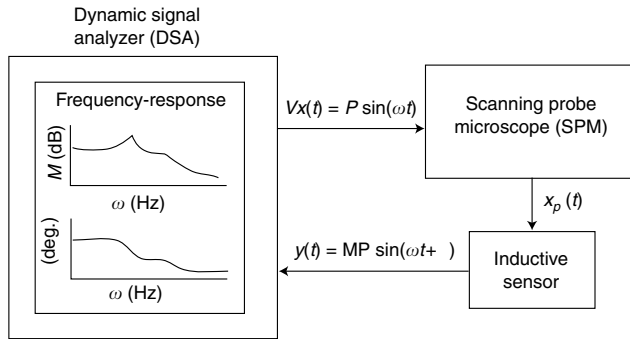 Dynamic signal
analyzer (DSA)
Frequency-response
M (dB)
ω (Hz)
(deg.)
ω (Hz)
Vx(t) = P sin(ωt)
Scanning probe
microscope (SPM)
xₚ (t)
y(t) = MP sin(ωt+ )
Inductive
sensor